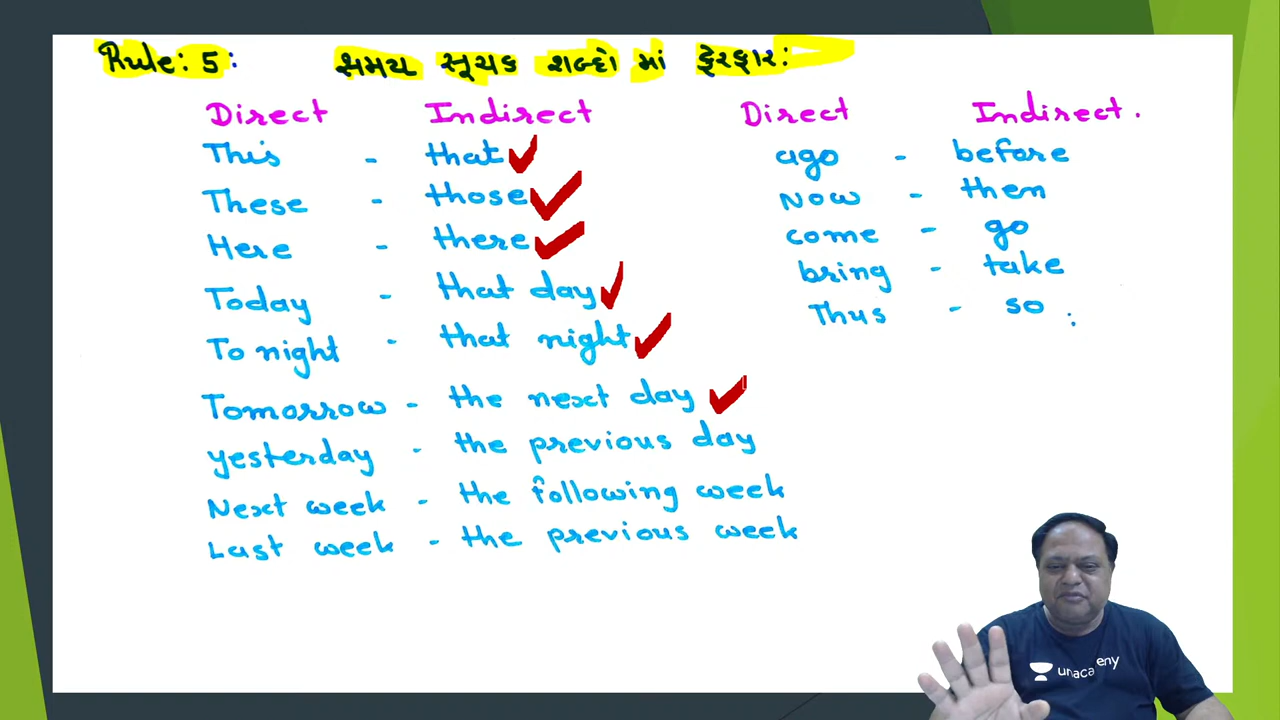 Rule: 5: સમય સૂચક શબ્દો માં ફેરફાર:
Direct Indirect Direct Indirect.
This - that ago - before
These - those Now - then
Here - there come - go
Today - that day bring - take
To night - that night Thus - so :
Tomorrow - the next day
yesterday - the previous day
Next week - the following week
Last week - the previous week
unacademy